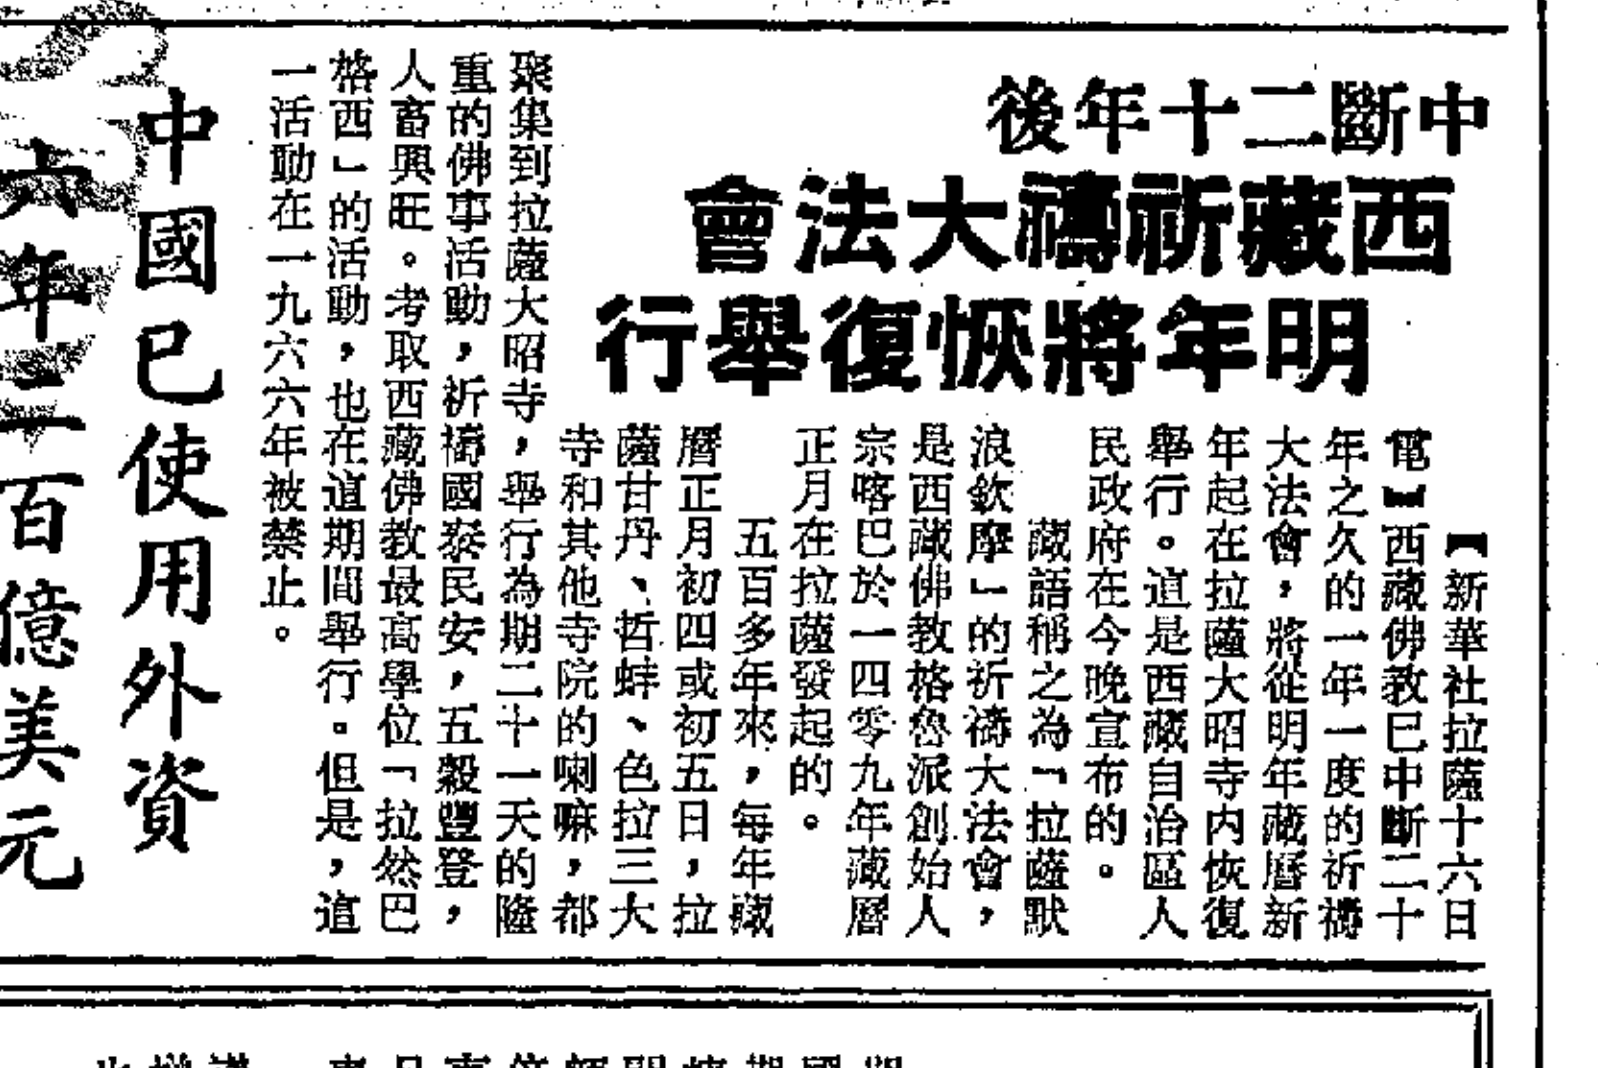 中斷二十年後
西藏祈禱大法會
明年將恢復舉行
【新華社拉薩十六日
電】西藏佛教已中斷二十
年之久的一年一度的祈禱
大法會，將從明年藏曆新
年起在拉薩大昭寺內恢復
舉行。這是西藏自治區人
民政府在今晚宣布的。
藏語稱之為「拉薩默
浪欽摩」的祈禱大法會，
是西藏佛教格魯派創始人
宗喀巴於一四零九年藏曆
正月在拉薩發起的。
五百多年來，每年藏
曆正月初四或初五日，拉
薩甘丹、哲蚌、色拉三大
寺和其他寺院的喇嘛，都
聚集到拉薩大昭寺，舉行為期二十一天的隆
重的佛事活動，祈禱國泰民安，五穀豐登，
人畜興旺。考取西藏佛教最高學位「拉然巴
格西」的活動，也在這期間舉行。但是，這
一活動在一九六六年被禁止。
中國已使用外資
六年二百億美元